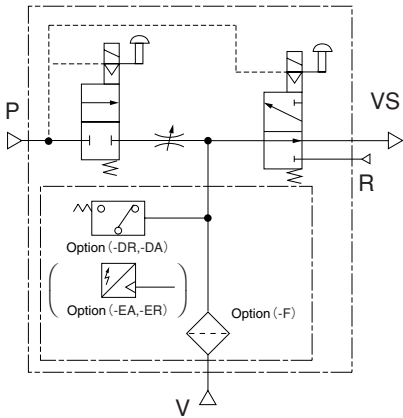 P
VS
R
Option (-DR,-DA)
Option (-EA,-ER)
Option (-F)
V